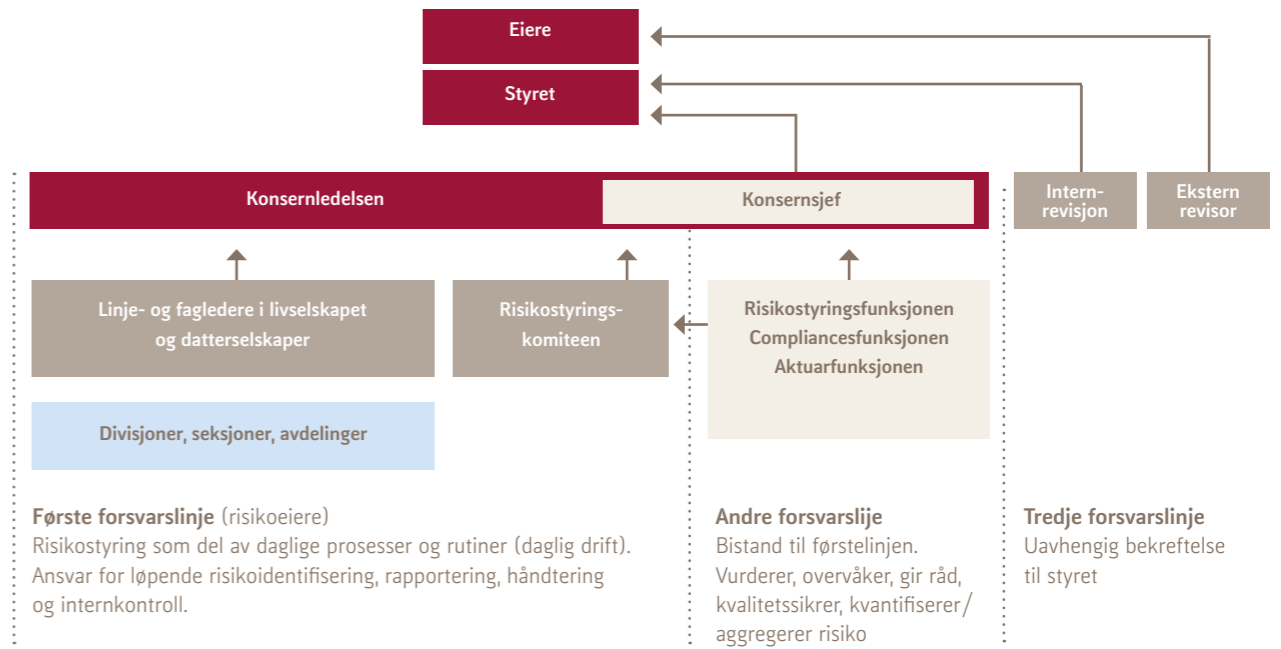 Eiere
Styret
Konsernledelsen
Konsernsjef
Intern-
revisjon
Ekstern
revisor
Linje- og fagledere i livselskapet
og datterselskaper
Risikostyrings-
komiteen
Risikostyringsfunksjonen
Compliancesfunksjonen
Aktuarfunksjonen
Divisjoner, seksjoner, avdelinger
Første forsvarslinje (risikoeiere)
Risikostyring som del av daglige prosesser og rutiner (daglig drift).
Ansvar for løpende risikoidentifisering, rapportering, håndtering
og internkontroll.
Andre forsvarslije
Bistand til førstelinjen.
Vurderer, overvåker, gir råd,
kvalitetssikrer, kvantifiserer/
aggregerer risiko
Tredje forsvarslinje
Uavhengig bekreftelse
til styret